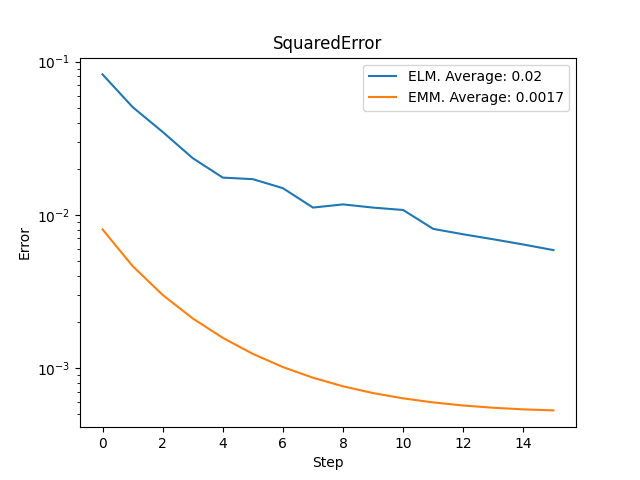 SquaredError
ELM. Average: 0.02
EMM. Average: 0.0017
10⁻¹
10⁻²
10⁻³
Error
0 2 4 6 8 10 12 14
Step